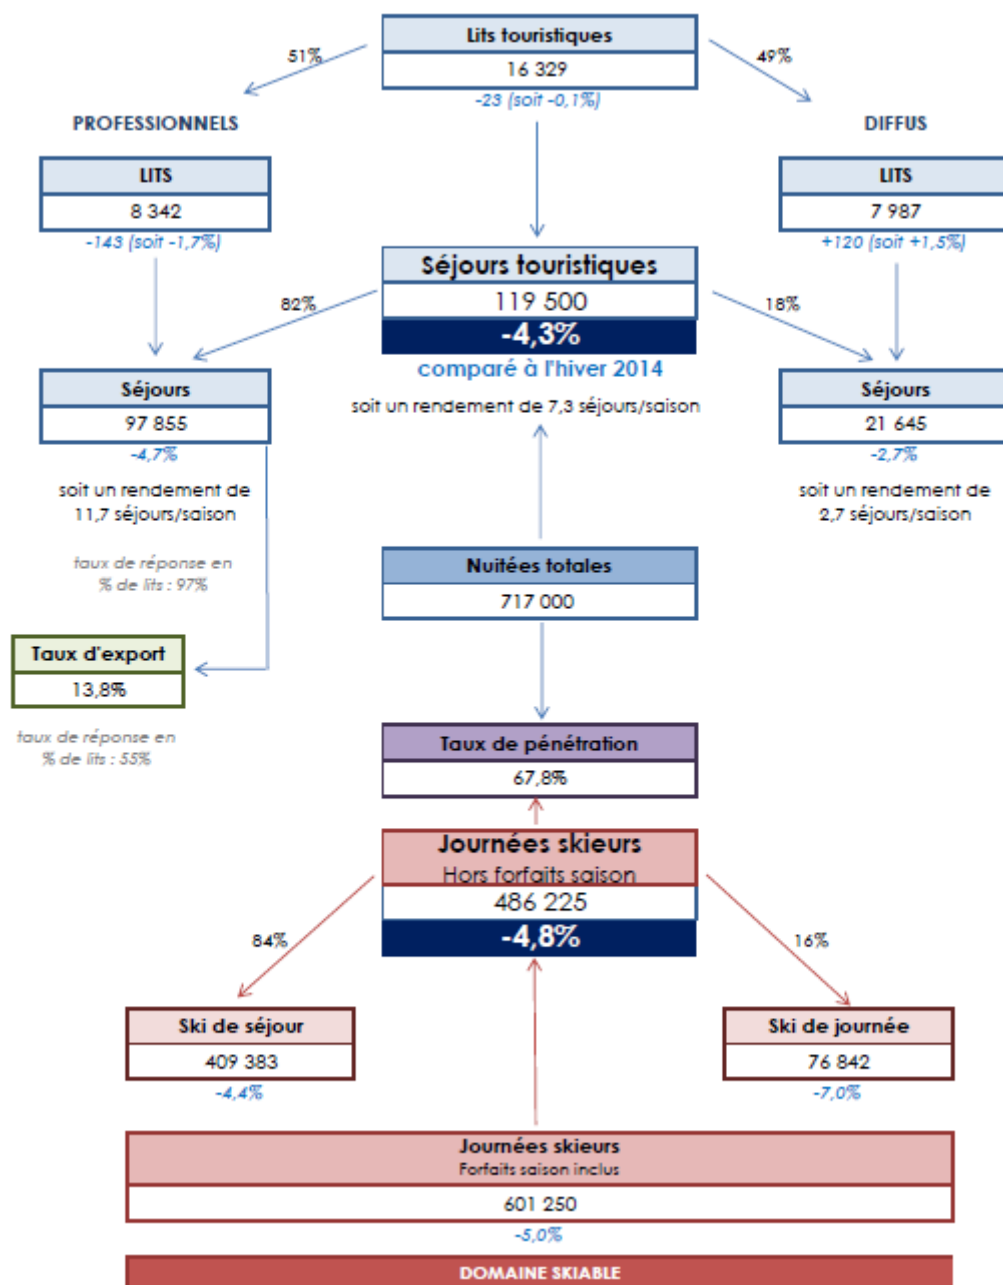 Lits touristiques
51%
49%
16 329
-23 (soit -0,1%)
PROFESSIONNELS
DIFFUS
LITS
LITS
8 342
7 987
-143 (soit -1,7%)
+120 (soit +1,5%)
Séjours touristiques
82%
119 500
18%
-4,3%
comparé à l'hiver 2014
Séjours
Séjours
soit un rendement de 7,3 séjours/saison
97 855
21 645
-4,7%
-2,7%
soit un rendement de
11,7 séjours/saison
soit un rendement de
2,7 séjours/saison
taux de réponse en
% de lits : 97%
Nuitées totales
717 000
Taux d'export
13,8%
taux de réponse en
% de lits : 55%
Taux de pénétration
67,8%
Journées skieurs
Hors forfaits saison
486 225
-4,8%
84%
16%
Ski de séjour
Ski de journée
409 383
76 842
-4,4%
-7,0%
Journées skieurs
Forfaits saison inclus
601 250
-5,0%
DOMAINE SKIABLE